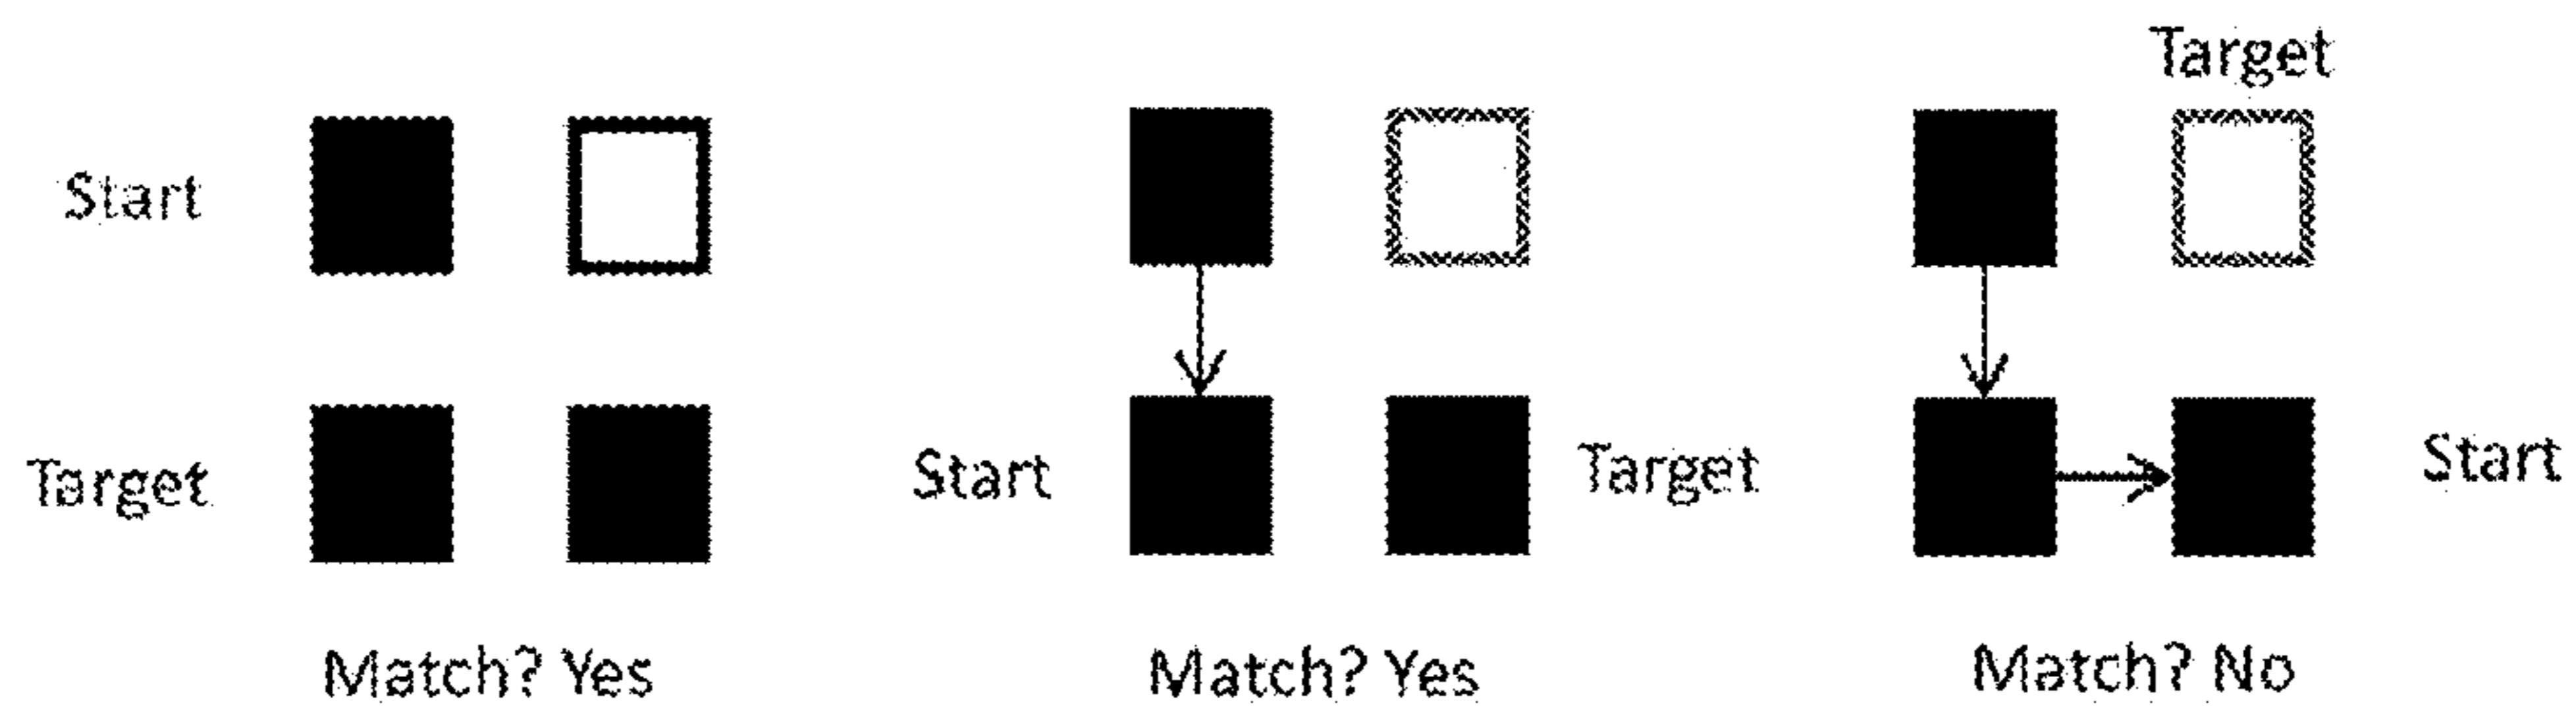 Target
Start
Target
Start
Target
Start
Match? Yes
Match? Yes
Match? No